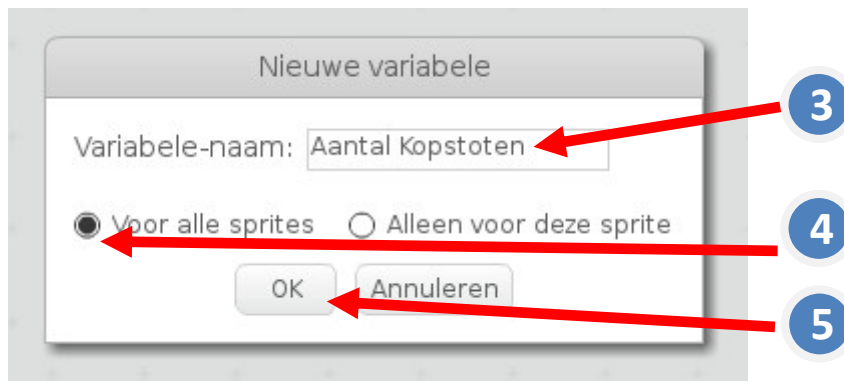 Nieuwe variabele
3
Variabele-naam: Aantal Kopstoten
Voor alle sprites Alleen voor deze sprite
4
OK Annuleren
5